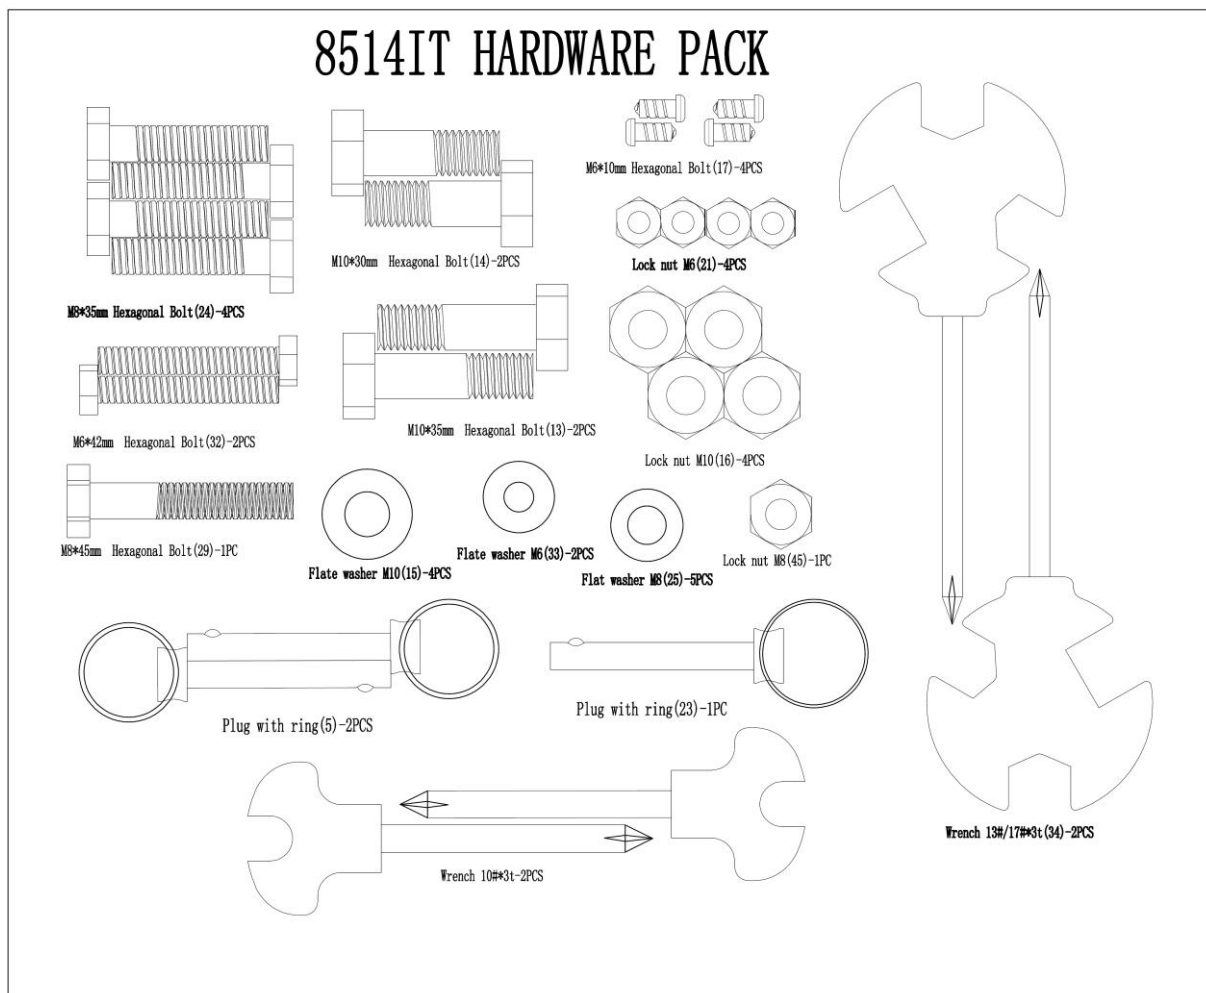 8514IT HARDWARE PACK
M6*10mm Hexagonal Bolt(17)-4PCS
M10*30mm Hexagonal Bolt(14)-2PCS
Lock nut M6(21)-4PCS
M8*35mm Hexagonal Bolt(24)-4PCS
M10*35mm Hexagonal Bolt(13)-2PCS
M6*42mm Hexagonal Bolt(32)-2PCS
Lock nut M10(16)-4PCS
M8*45mm Hexagonal Bolt(29)-1PC
Flate washer M10(15)-4PCS
Flate washer M6(33)-2PCS
Flat washer M8(25)-5PCS
Lock nut M8(45)-1PC
Plug with ring(5)-2PCS
Plug with ring(23)-1PC
Wrench 13#/17#*3t(34)-2PCS
Wrench 10#*3t-2PCS